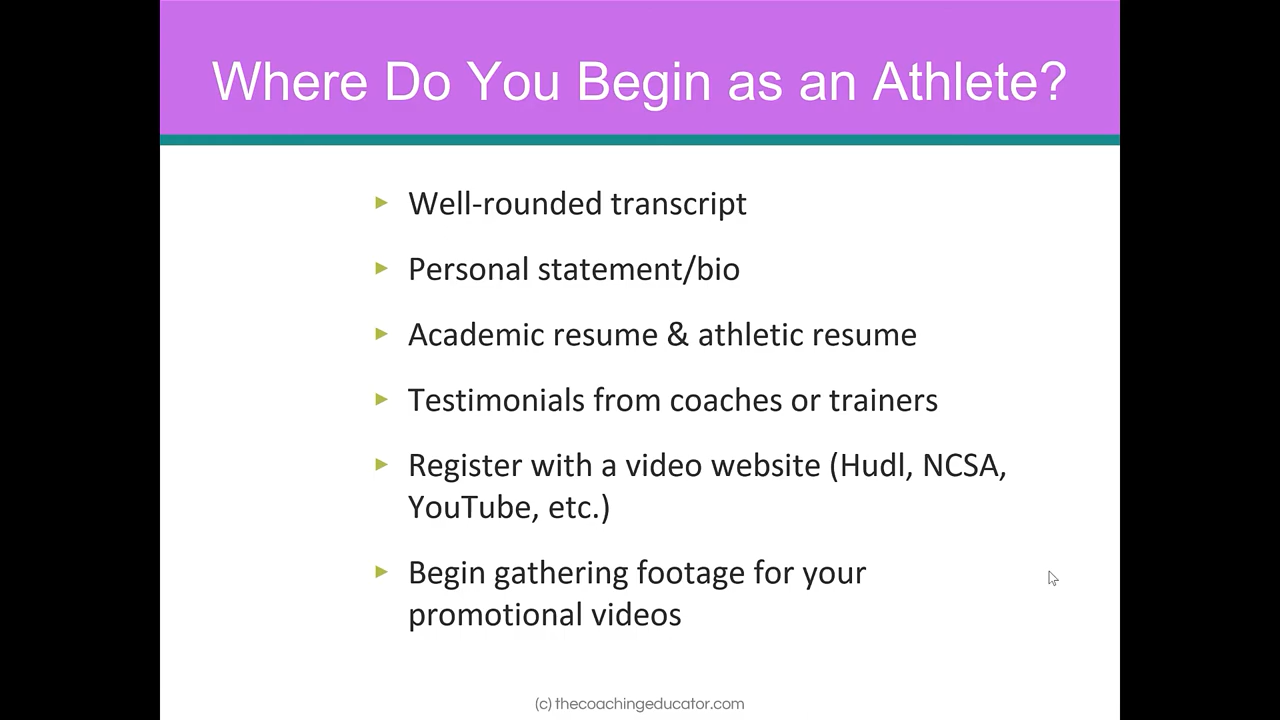 Where Do You Begin as an Athlete?
Well-rounded transcript
Personal statement/bio
Academic resume & athletic resume
Testimonials from coaches or trainers
Register with a video website (Hudl, NCSA,
YouTube, etc.)
Begin gathering footage for your
promotional videos
(c) thecoachingeducator.com